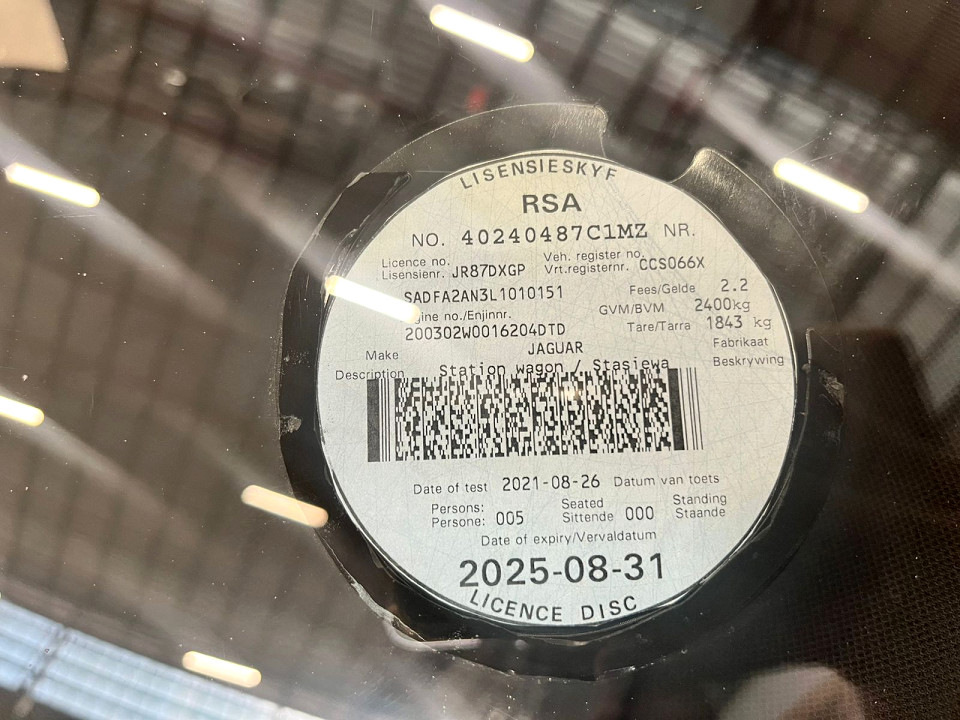 LISENSIESKYF
RSA
NO. 40240487C1MZ NR.
Licence no. Veh. register no.
Lisensienr. JR87DXGP Vrt.registernr. CCS066X
SADFA2AN3L1010151 Fees/Gelde 2.2
gine no./Enjinnr. GVM/BVM 2400kg
200302W0016204DTD Tare/Tarra 1843 kg
Make JAGUAR Fabrikaat
Description Station wagon / Stasiewa Beskrywing
Date of test 2021-08-26 Datum van toets
Persons: Seated Standing
Persone: 005 Sittende 000 Staande
Date of expiry/Vervaldatum
2025-08-31
LICENCE DISC